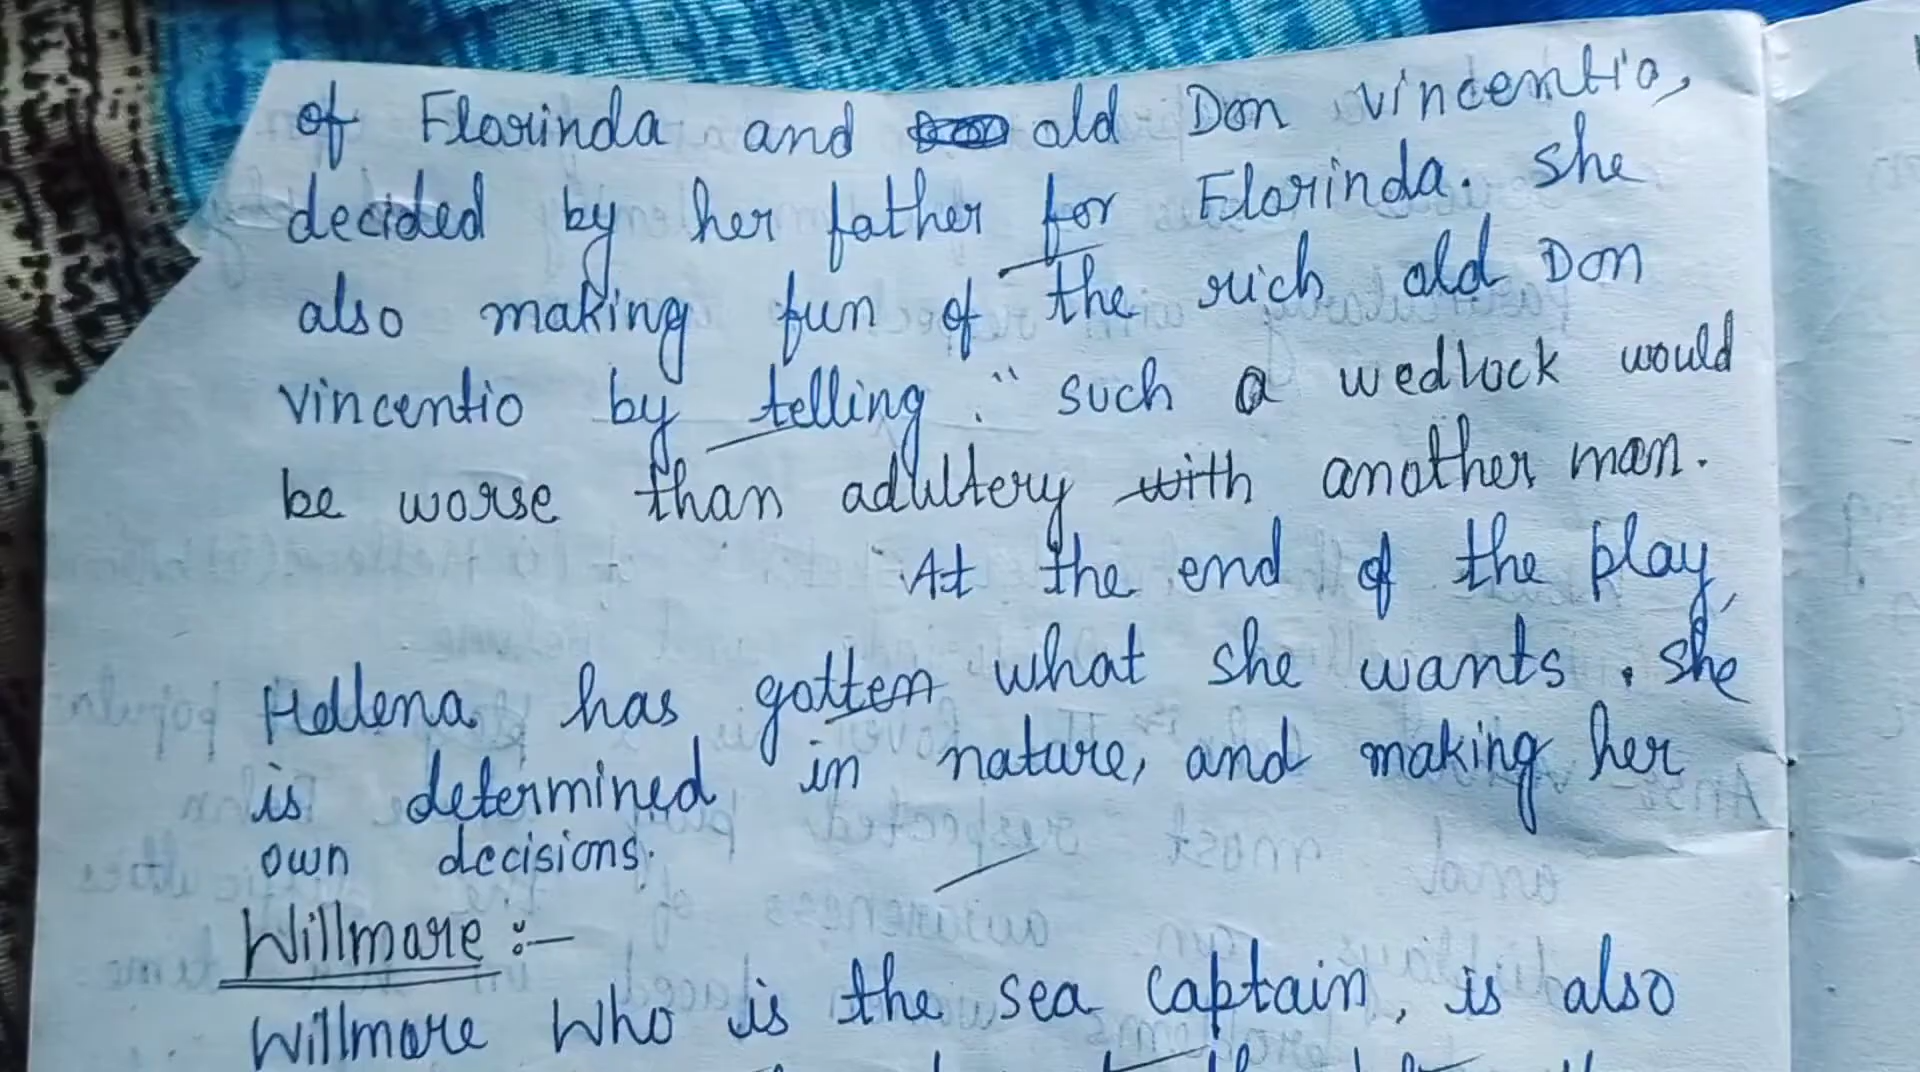 of Florinda and old Don vincentio,
decided by her father for Florinda. She
also making fun of the rich old Don
vincentio by telling :" such a wedlock would
be worse than adultery with another man.
At the end of the play,
Hellena has gotten what she wants. She
is determined in nature, and making her
own decisions.
Willmore :-
Willmore who is the sea captain, is also